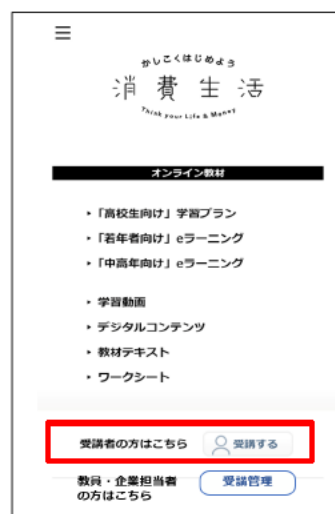 かしこくはじめよう
消費生活
Think your Life & Money
オンライン教材
・「高校生向け」学習プラン
・「若年者向け」eラーニング
・「中高年向け」eラーニング
・学習動画
・デジタルコンテンツ
・教材テキスト
・ワークシート
受講者の方はこちら 受講する
教員・企業担当者 受講管理
の方はこちら